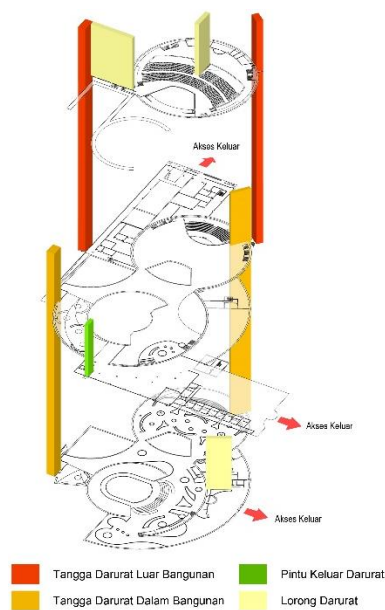 Akses Keluar
Akses Keluar
Akses Keluar
Tangga Darurat Luar Bangunan
Pintu Keluar Darurat
Tangga Darurat Dalam Bangunan
Lorong Darurat